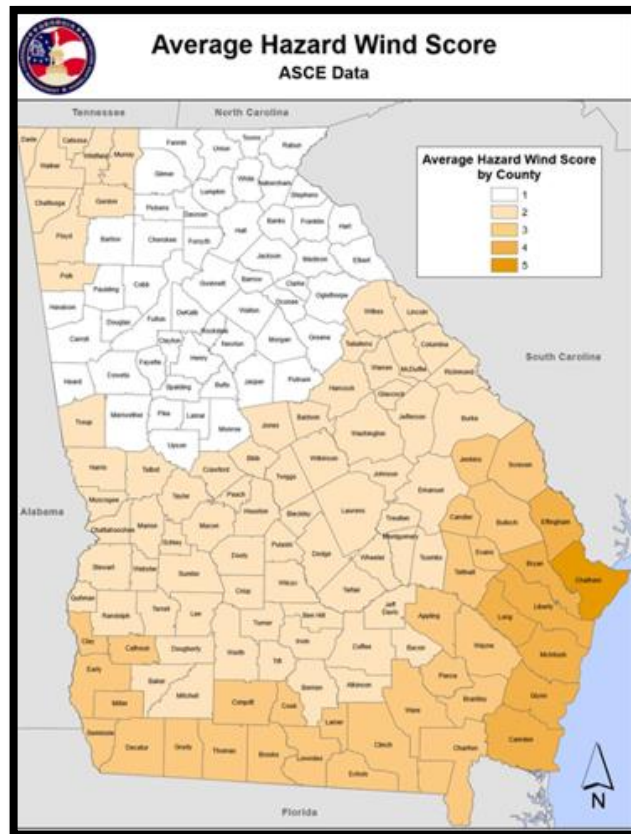 Average Hazard Wind Score
ASCE Data
Tennessee
North Carolina
Average Hazard Wind Score
by County
1
2
3
4
5
South Carolina
Alabama
Florida
N
Dade
Catoosa
Whitfield
Murray
Fannin
Union
Towns
Rabun
Walker
Gilmer
White
Habersham
Lumpkin
Stephens
Chattooga
Gordon
Pickens
Dawson
Banks
Franklin
Hart
Floyd
Bartow
Cherokee
Forsyth
Hall
Jackson
Madison
Elbert
Polk
Paulding
Cobb
Gwinnett
Barrow
Clarke
Oconee
Oglethorpe
Haralson
Douglas
Fulton
DeKalb
Rockdale
Walton
Wilkes
Lincoln
Carroll
Clayton
Newton
Morgan
Greene
Taliaferro
Columbia
Fayette
Henry
McDuffie
Warren
Richmond
Heard
Coweta
Spalding
Butts
Jasper
Putnam
Hancock
Glascock
Troup
Meriwether
Pike
Lamar
Monroe
Jones
Baldwin
Jefferson
Burke
Upson
Washington
Harris
Talbot
Crawford
Bibb
Wilkinson
Jenkins
Screven
Twiggs
Johnson
Muscogee
Taylor
Peach
Houston
Emanuel
Chattahoochee
Marion
Macon
Bleckley
Laurens
Candler
Bulloch
Effingham
Schley
Pulaski
Treutlen
Montgomery
Stewart
Webster
Sumter
Dooly
Dodge
Wheeler
Toombs
Evans
Bryan
Chatham
Quitman
Crisp
Wilcox
Telfair
Tattnall
Liberty
Randolph
Terrell
Lee
Turner
Ben Hill
Jeff
Davis
Appling
Long
Clay
Calhoun
Dougherty
Worth
Tift
Irwin
Coffee
Bacon
Wayne
McIntosh
Early
Baker
Mitchell
Berrien
Atkinson
Pierce
Glynn
Miller
Colquitt
Cook
Ware
Brantley
Seminole
Decatur
Grady
Thomas
Brooks
Lowndes
Lanier
Clinch
Echols
Charlton
Camden